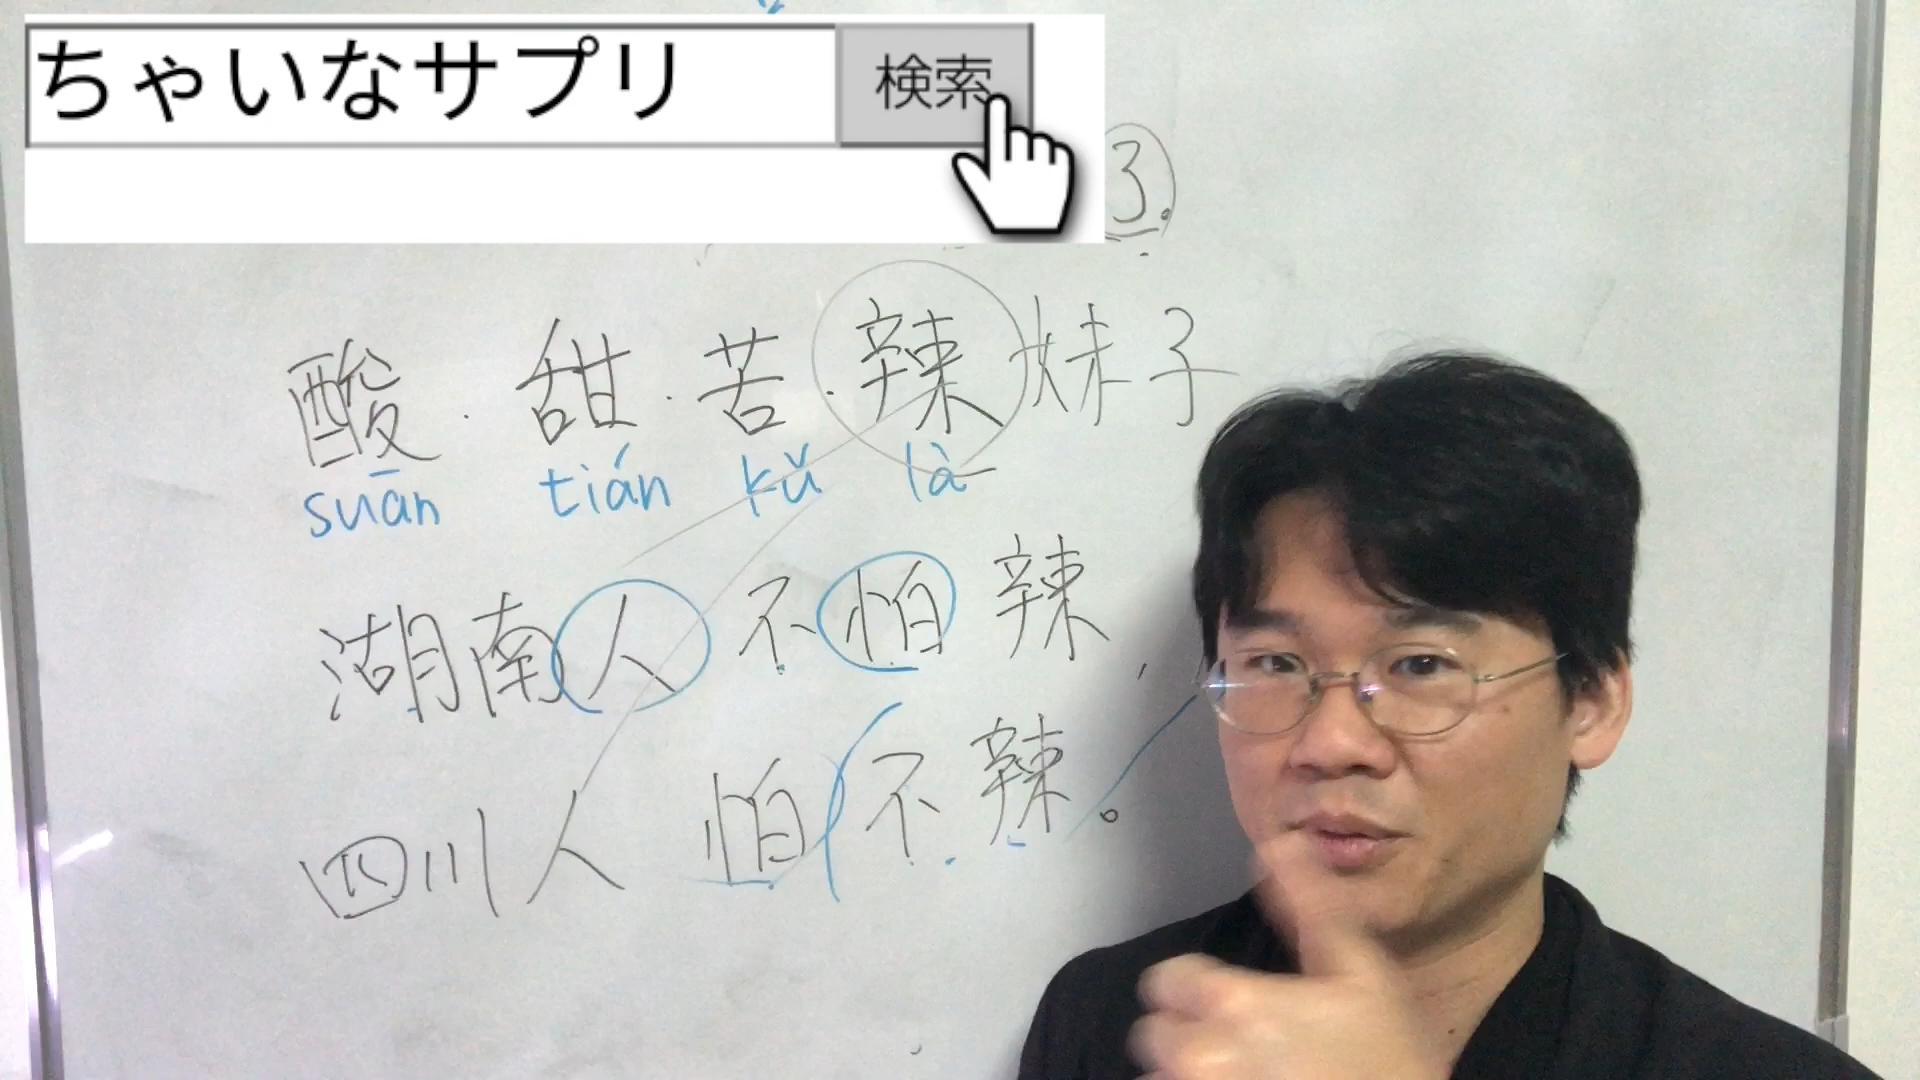 ちゃいなサプリ 検索
3.
酸・甜・苦・辣妹子
suān tián kǔ là
湖南人不怕辣,
四川人怕不辣。